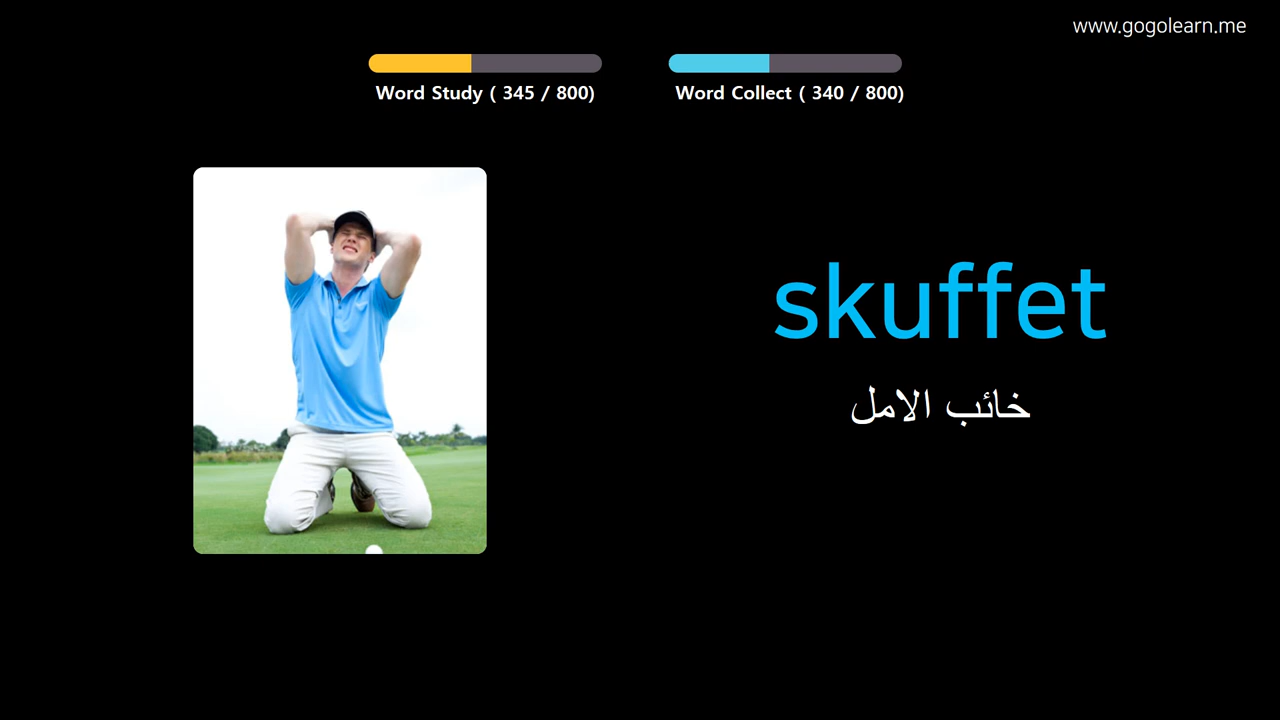 www.gogolearn.me
Word Study ( 345 / 800)
Word Collect ( 340 / 800)
skuffet
خائب الامل